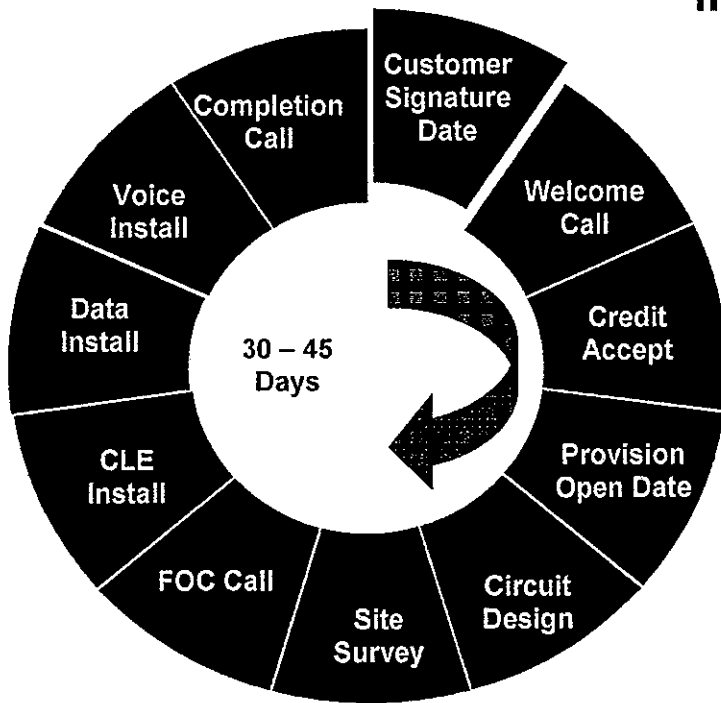 Customer
Signature
Date
Welcome
Call
Credit
Accept
Provision
Open Date
Circuit
Design
Site
Survey
FOC Call
CLE
Install
Data
Install
Voice
Install
Completion
Call
30 – 45
Days